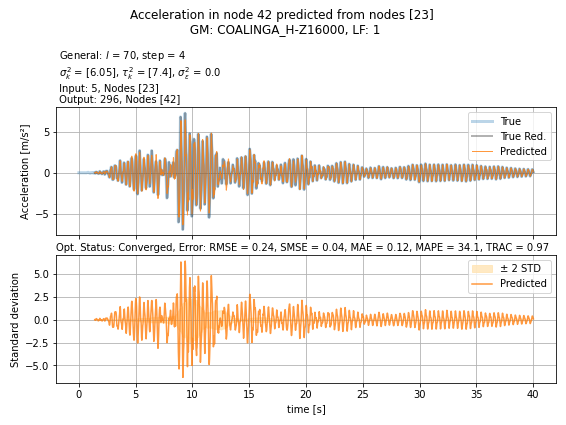 Acceleration in node 42 predicted from nodes [23]
GM: COALINGA_H-Z16000, LF: 1
General: l = 70, step = 4
σ²ₖ = [6.05], τ²ₖ = [7.4], σ²ₑ = 0.0
Input: 5, Nodes [23]
Output: 296, Nodes [42]
Acceleration [m/s²]
5
0
−5
True
True Red.
Predicted
Opt. Status: Converged, Error: RMSE = 0.24, SMSE = 0.04, MAE = 0.12, MAPE = 34.1, TRAC = 0.97
Standard deviation
5.0
2.5
0.0
−2.5
−5.0
± 2 STD
Predicted
0 5 10 15 20 25 30 35 40
time [s]